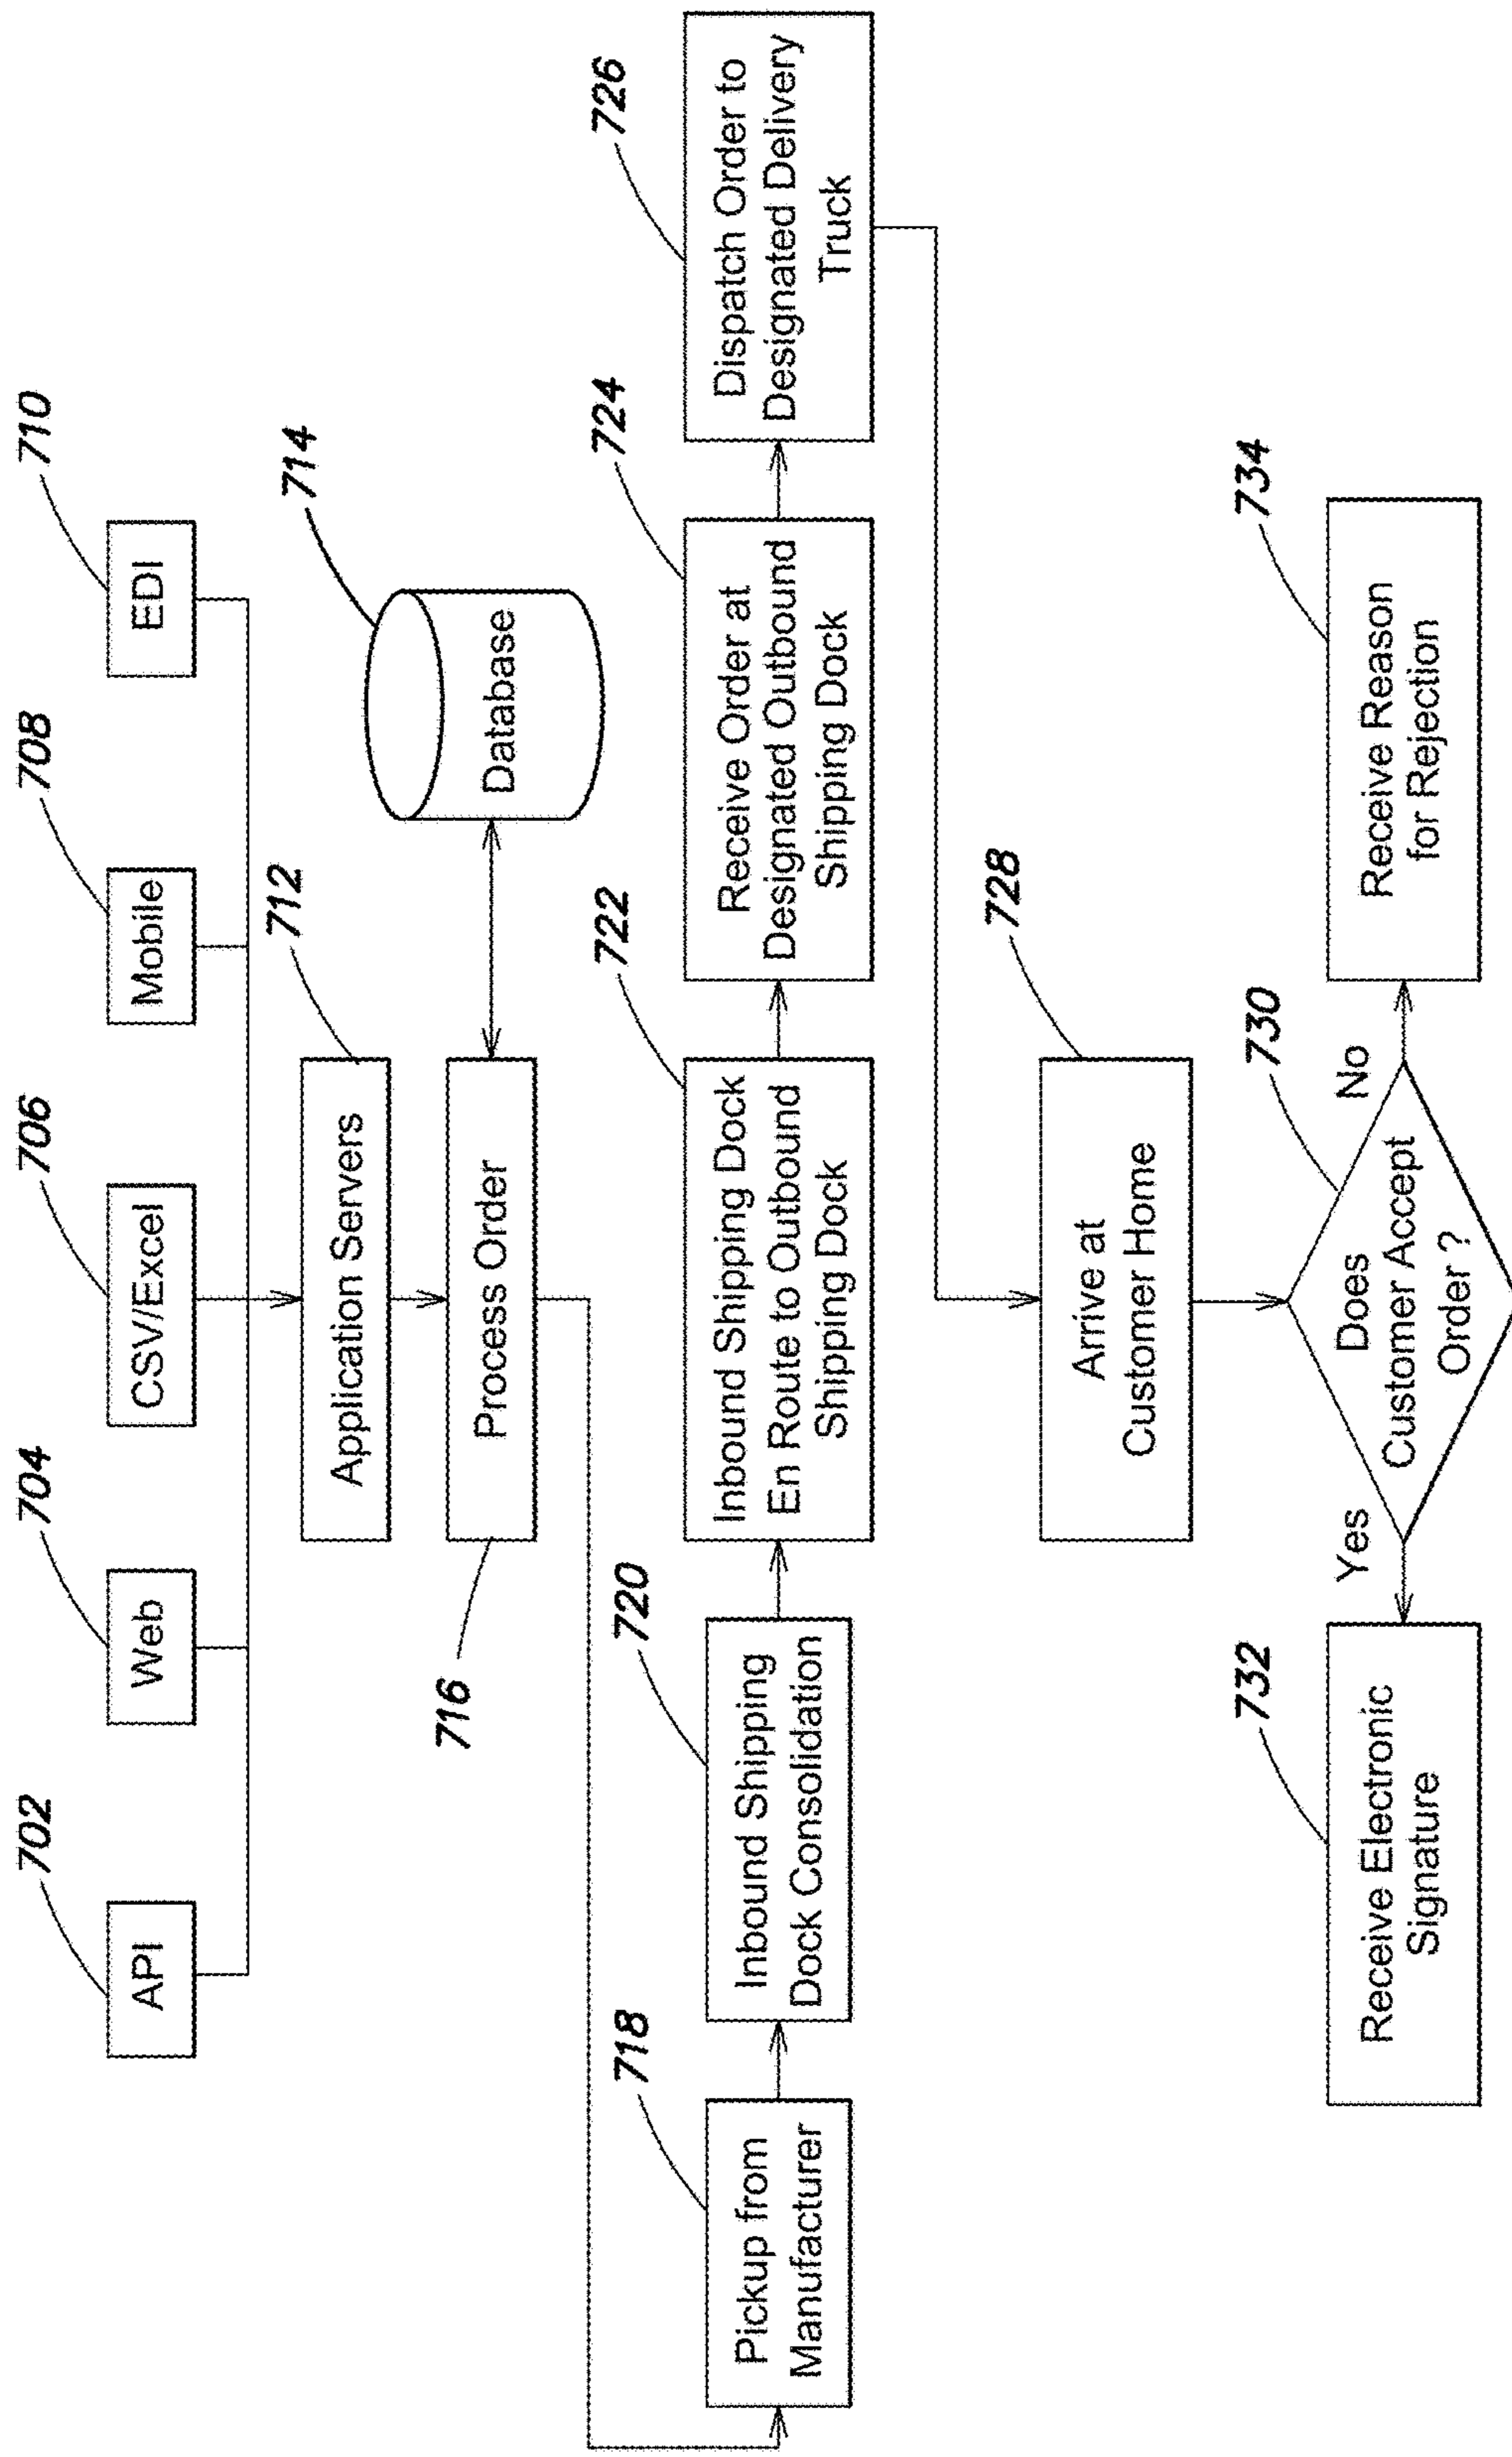 702
704
706
708
710
API
Web
CSV/Excel
Mobile
EDI
712
714
Application Servers
716
Process Order
Database
718
720
722
724
726
Pickup from
Manufacturer
Inbound Shipping
Dock Consolidation
Inbound Shipping Dock
En Route to Outbound
Shipping Dock
Receive Order at
Designated Outbound
Shipping Dock
Dispatch Order to
Designated Delivery
Truck
728
Arrive at
Customer Home
730
732
734
Yes
No
Does
Customer Accept
Order ?
Receive Electronic
Signature
Receive Reason
for Rejection